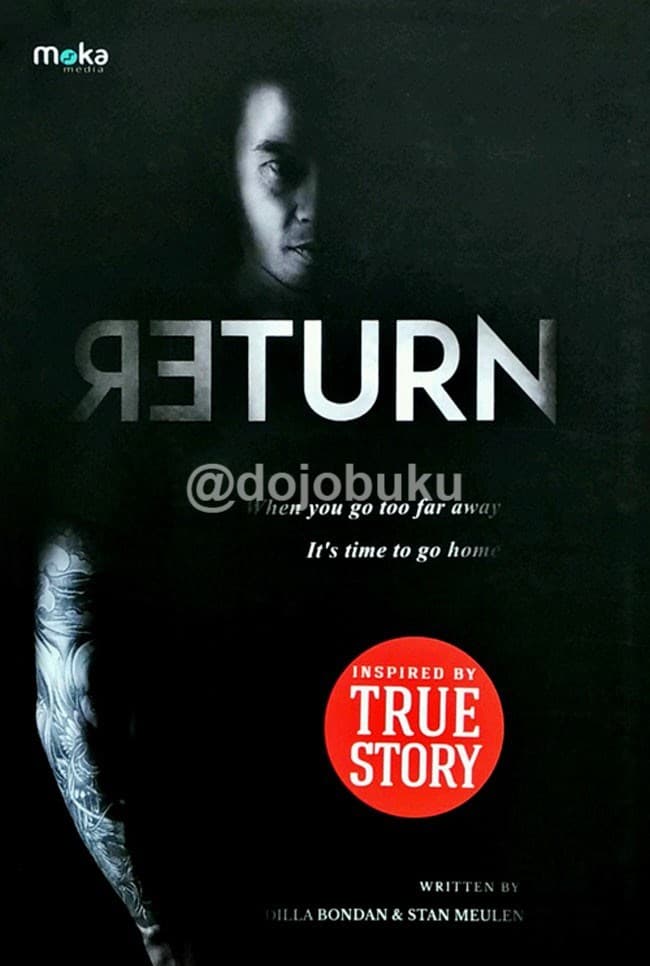 moka
media
RETURN
@dojobuku
When you go too far away
It's time to go home
INSPIRED BY
TRUE
STORY
WRITTEN BY
DILLA BONDAN & STAN MEULEN